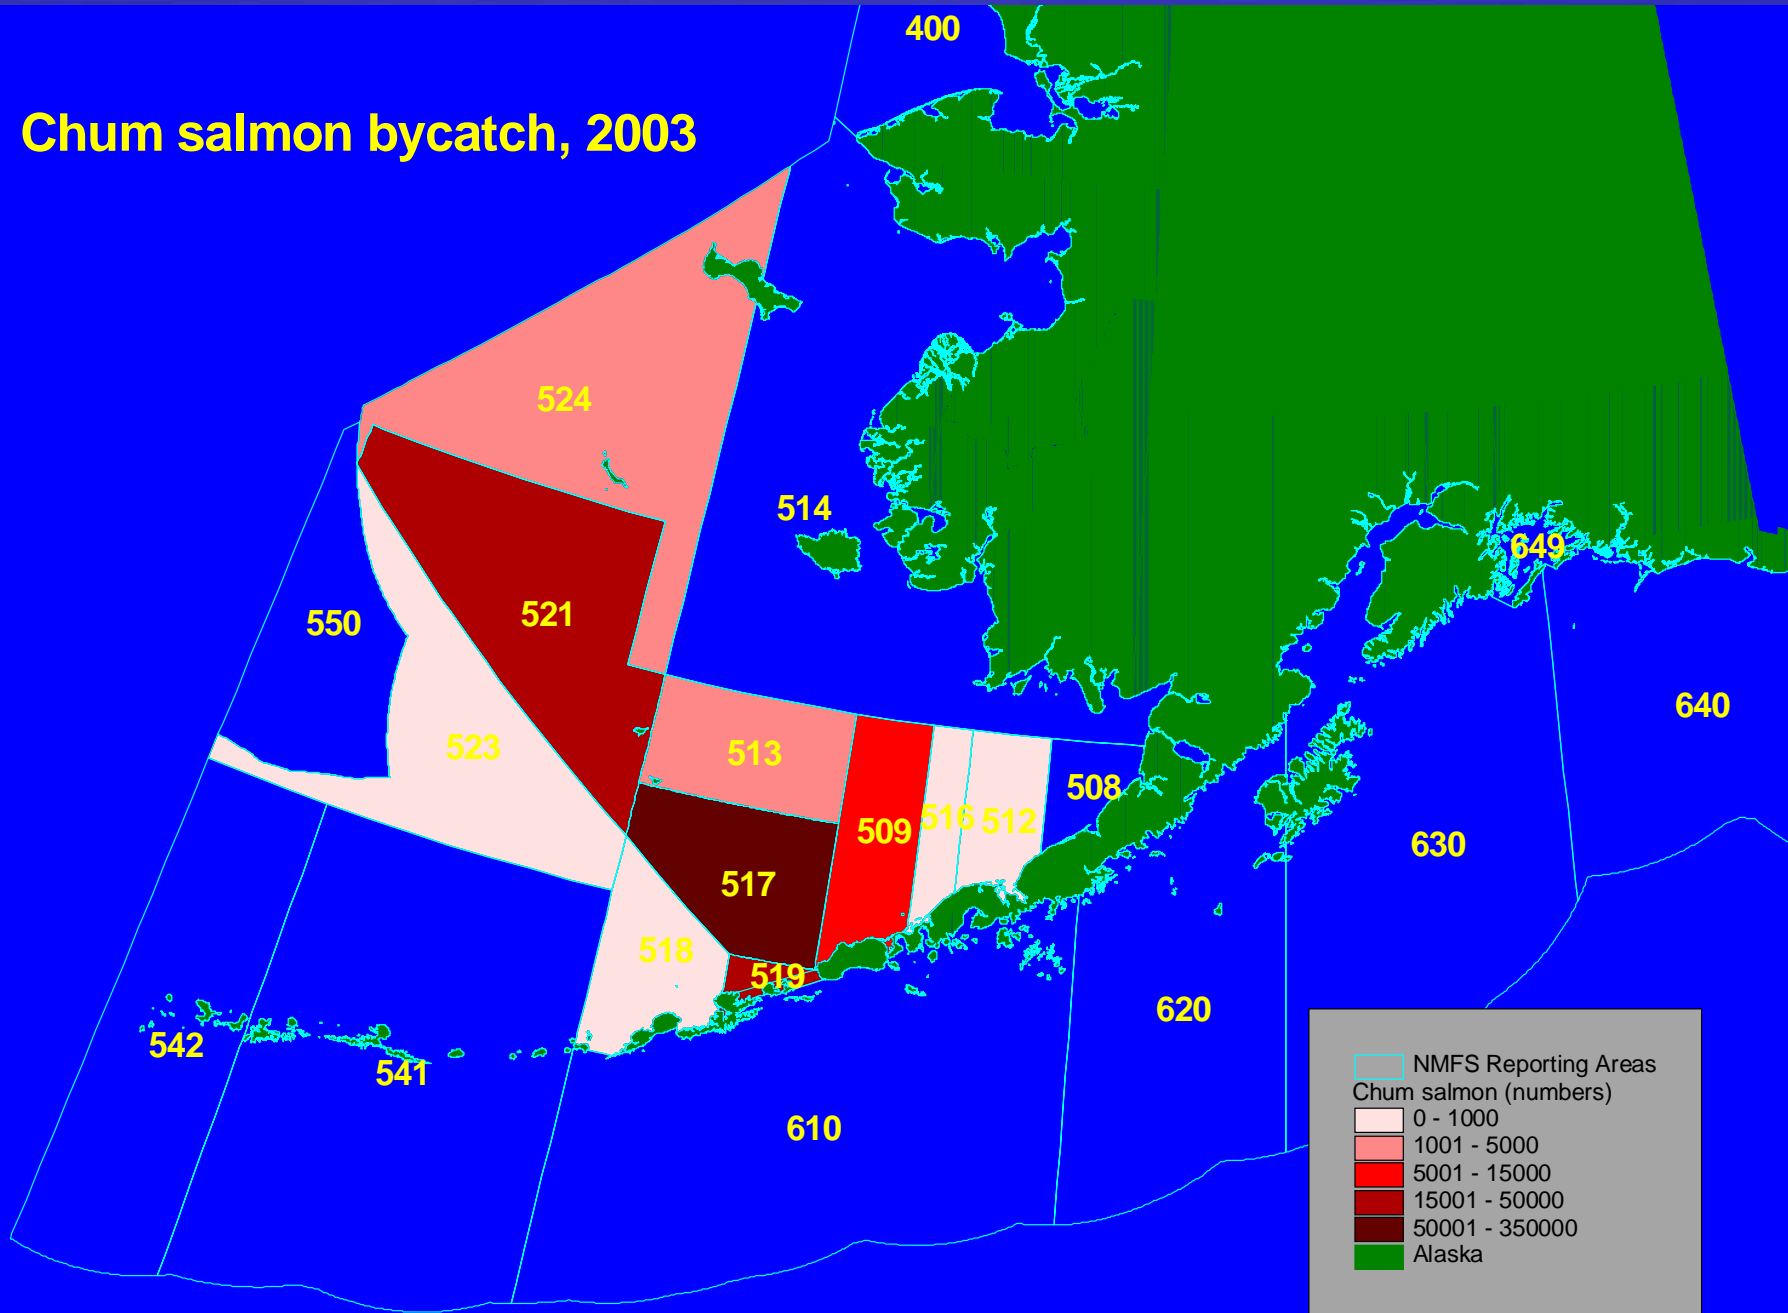 400
Chum salmon bycatch, 2003
524
514
649
550
521
640
523
513
508
516
512
509
630
517
518
519
620
542
541
610
NMFS Reporting Areas
Chum salmon (numbers)
0 - 1000
1001 - 5000
5001 - 15000
15001 - 50000
50001 - 350000
Alaska